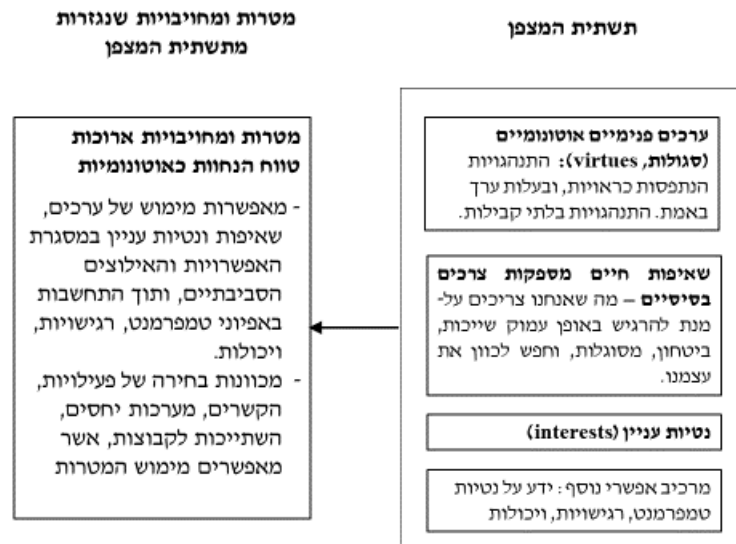 תשתית המצפן
ערכים פנימיים אוטונומיים
(סגולות, virtues): התנהגויות
הנתפסות כראויות, ובעלות ערך
באמת. התנהגויות בלתי קבילות.
שאיפות חיים מספקות צרכים
בסיסיים – מה שאנחנו צריכים על-
מנת להרגיש באופן עמוק שייכות,
ביטחון, מסוגלות, וחפש לכוון את
עצמנו.
נטיות עניין (interests)
מרכיב אפשרי נוסף: ידע על נטיות
טמפרמנט, רגישויות, ויכולות
מטרות ומחויבויות שנגזרות
מתשתית המצפן
מטרות ומחויבויות ארוכות
טווח הנחוות כאוטונומיות
- מאפשרות מימוש של ערכים,
שאיפות ונטיות עניין במסגרת
האפשרויות והאילוצים
הסביבתיים, ותוך התחשבות
באפיוני טמפרמנט, רגישויות,
ויכולות.
- מכוונות בחירה של פעילויות,
הקשרים, מערכות יחסים,
השתייכות לקבוצות, אשר
מאפשרים מימוש המטרות